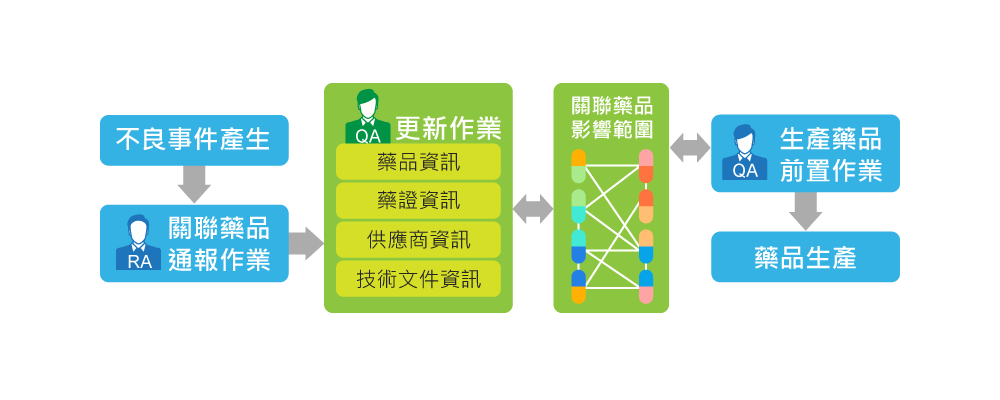 不良事件產生
RA
關聯藥品
通報作業
QA
更新作業
藥品資訊
藥證資訊
供應商資訊
技術文件資訊
關聯藥品
影響範圍
QA
生產藥品
前置作業
藥品生產